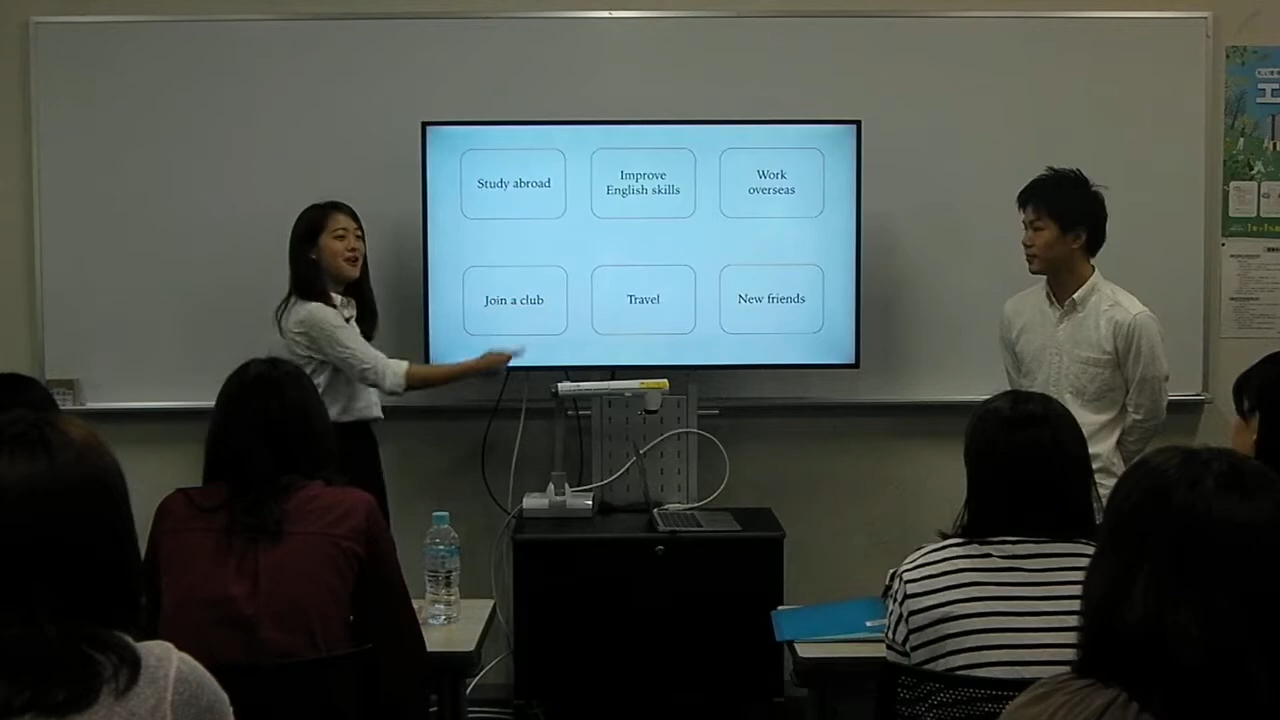 Study abroad
Improve
English skills
Work
overseas
Join a club
Travel
New friends